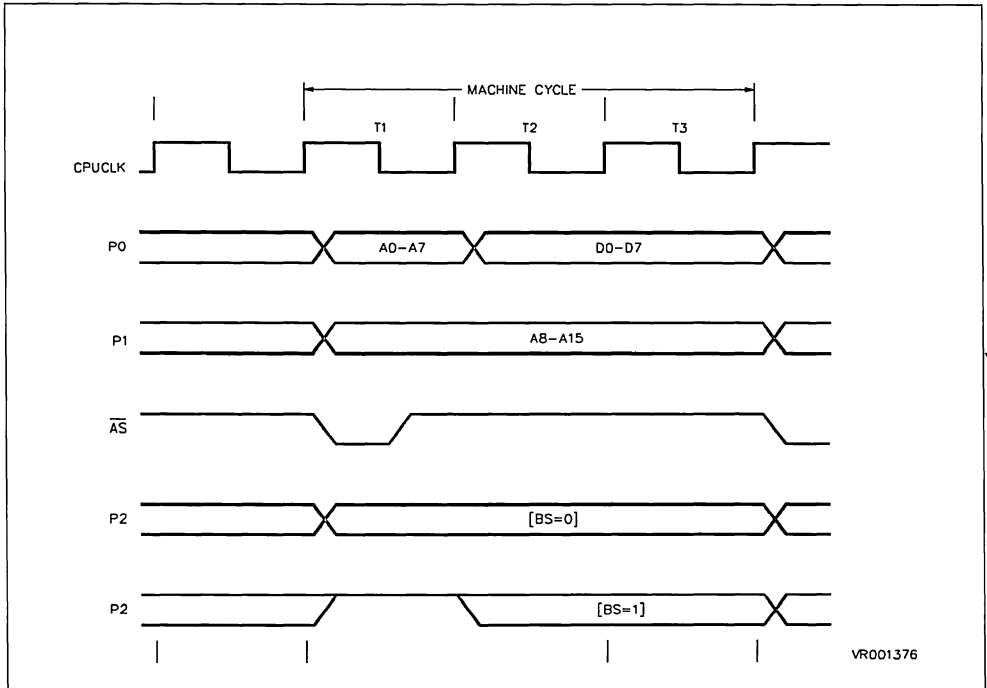 MACHINE CYCLE
T1 T2 T3
CPUCLK
P0 A0-A7 D0-D7
P1 A8-A15
AS
P2 [BS=0]
P2 [BS=1]
VR001376